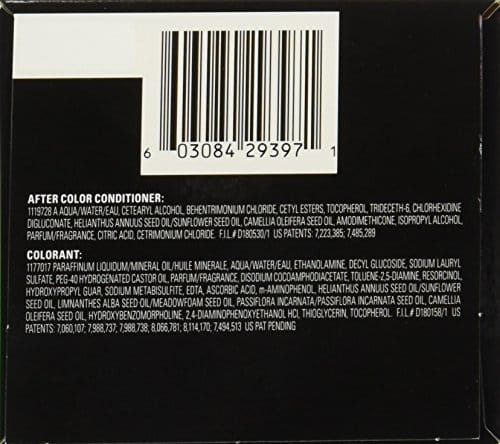 6 03084 29397 1
AFTER COLOR CONDITIONER:
1119728 A AQUA/WATER/EAU, CETEARYL ALCOHOL, BEHENTRIMONIUM CHLORIDE, CETYL ESTERS, TOCOPHEROL, TRIDECETH-6, CHLORHEXIDINE
DIGLUCONATE, HELIANTHUS ANNUUS SEED OIL/SUNFLOWER SEED OIL, CAMELLIA OLEIFERA SEED OIL, AMODIMETHICONE, ISOPROPYL ALCOHOL,
PARFUM/FRAGRANCE, CITRIC ACID, CETRIMONIUM CHLORIDE. F.I.L.# D180530/1 US PATENTS: 7,223,385; 7,485,289
COLORANT:
1177017 PARAFFINUM LIQUIDUM/MINERAL OIL/HUILE MINERALE, AQUA/WATER/EAU, ETHANOLAMINE, DECYL GLUCOSIDE, SODIUM LAURYL
SULFATE, PEG-40 HYDROGENATED CASTOR OIL, PARFUM/FRAGRANCE, DISODIUM COCOAMPHODIACETATE, TOLUENE-2,5-DIAMINE, RESORCINOL,
HYDROXYPROPYL GUAR, SODIUM METABISULFITE, EDTA, ASCORBIC ACID, m-AMINOPHENOL, HELIANTHUS ANNUUS SEED OIL/SUNFLOWER
SEED OIL, LIMNANTHES ALBA SEED OIL/MEADOWFOAM SEED OIL, PASSIFLORA INCARNATA/PASSIFLORA INCARNATA SEED OIL, CAMELLIA
OLEIFERA SEED OIL, HYDROXYBENZOMORPHOLINE, 2,4-DIAMINOPHENOXYETHANOL HCl, THIOGLYCERIN, TOCOPHEROL. F.I.L.# D180158/1 US
PATENTS: 7,060,107; 7,988,737; 7,988,738; 8,066,781; 8,114,170; 7,494,513 US PAT PENDING